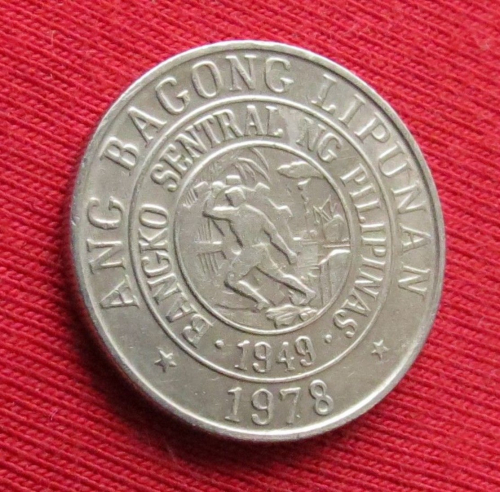 ANG BAGONG LIPUNAN
BANGKO SENTRAL NG PILIPINAS
· 1949 ·
1978